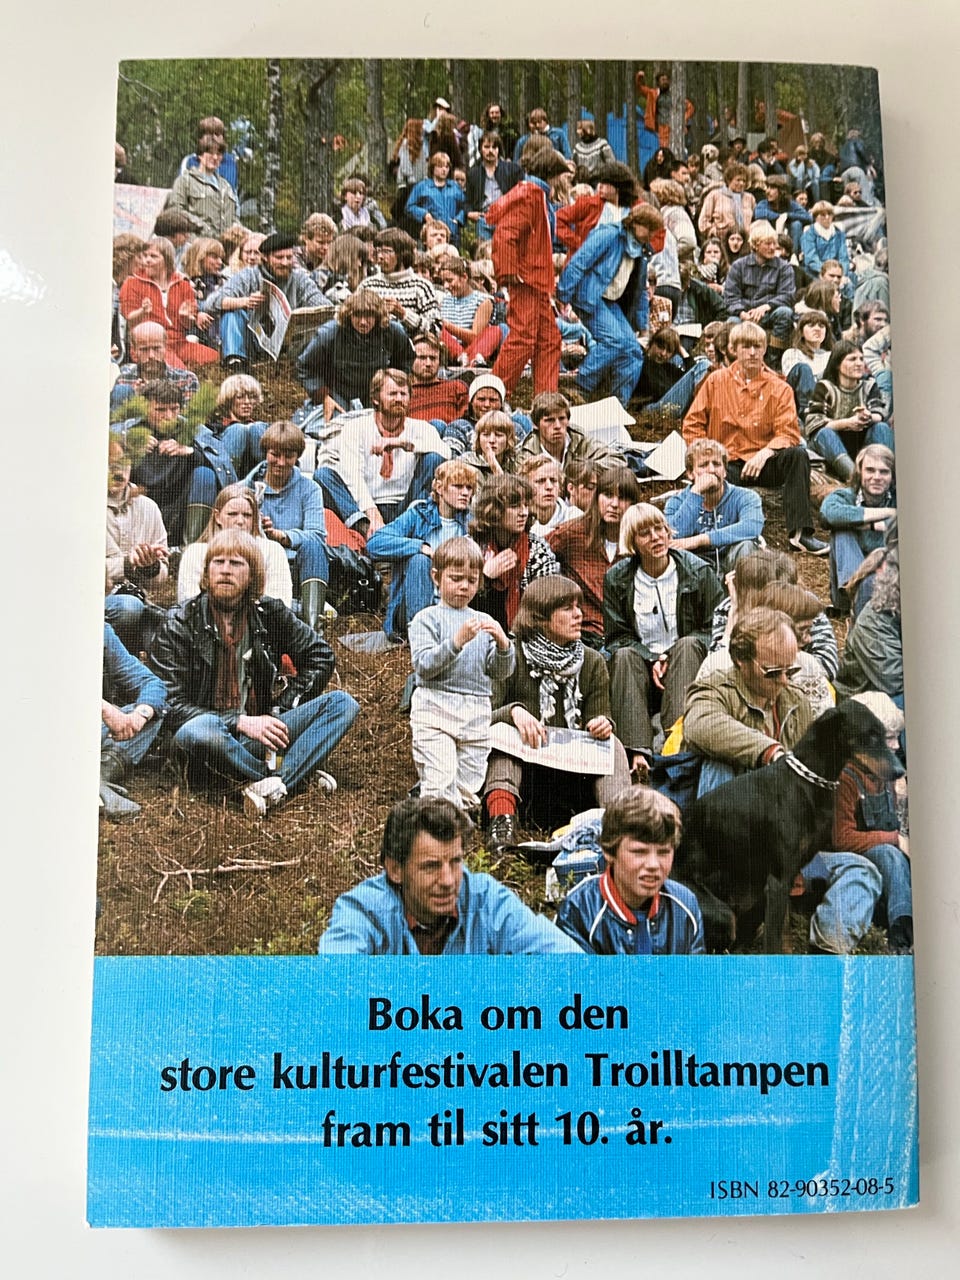 Boka om den
store kulturfestivalen Troilltampen
fram til sitt 10. år.
ISBN 82-90352-08-5